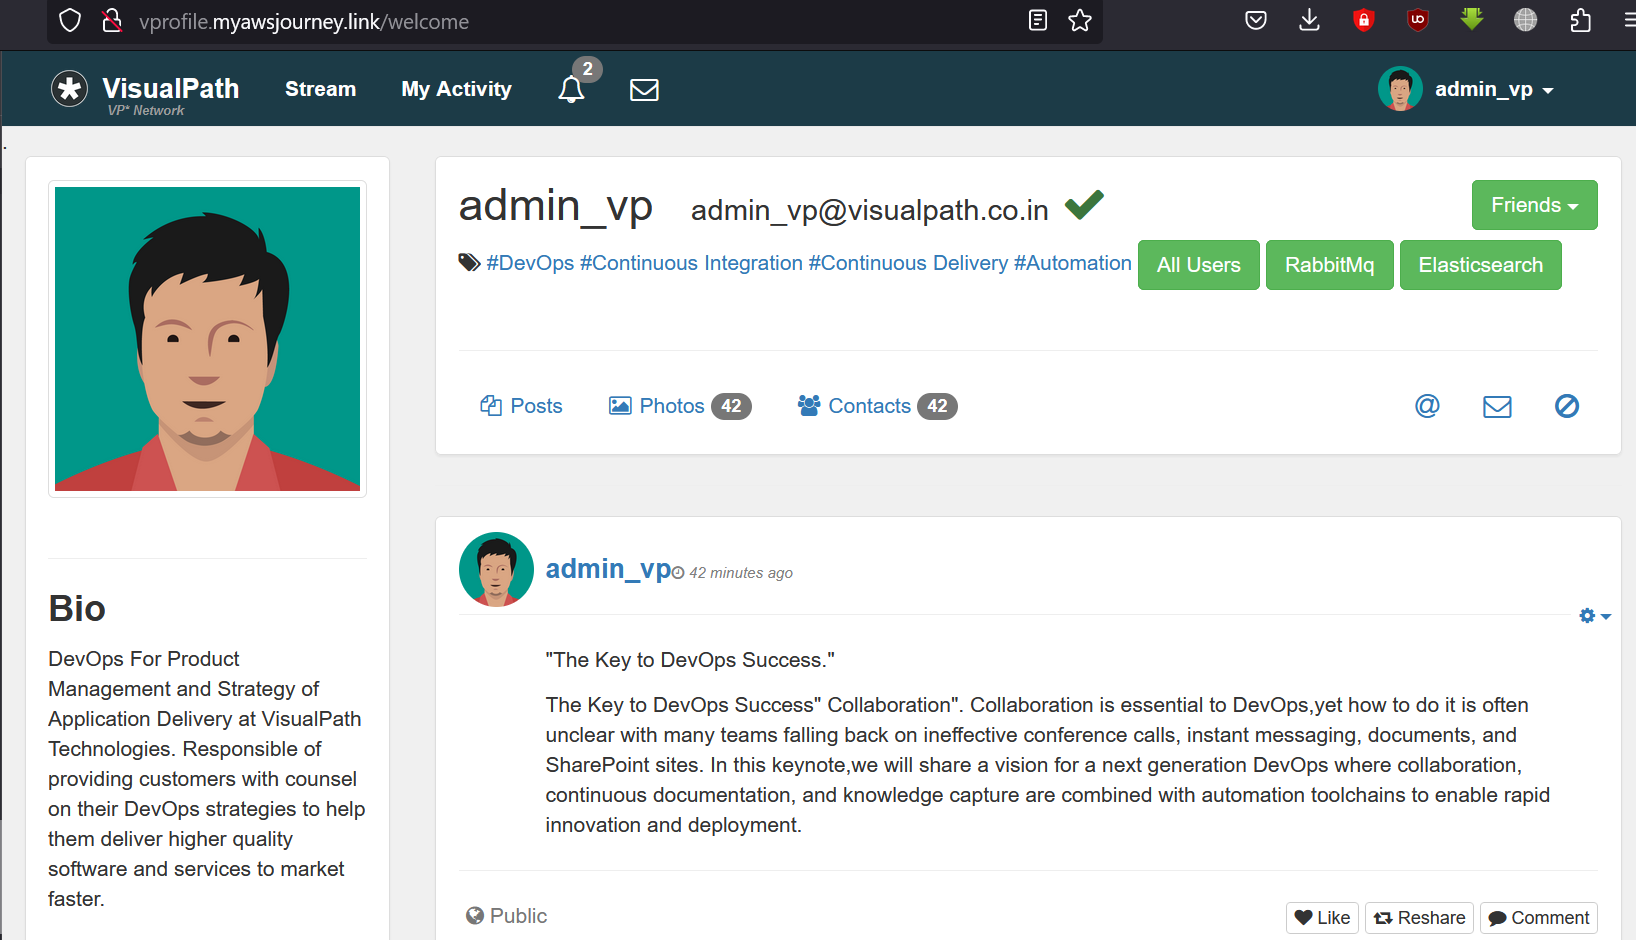 vprofile.myawsjourney.link/welcome
VisualPath
VP* Network
Stream
My Activity
2
admin_vp
admin_vp
admin_vp@visualpath.co.in
Friends
#DevOps #Continuous Integration #Continuous Delivery #Automation
All Users
RabbitMq
Elasticsearch
Posts
Photos 42
Contacts 42
@
Bio
DevOps For Product
Management and Strategy of
Application Delivery at VisualPath
Technologies. Responsible of
providing customers with counsel
on their DevOps strategies to help
them deliver higher quality
software and services to market
faster.
admin_vp 42 minutes ago
"The Key to DevOps Success."
The Key to DevOps Success" Collaboration". Collaboration is essential to DevOps,yet how to do it is often
unclear with many teams falling back on ineffective conference calls, instant messaging, documents, and
SharePoint sites. In this keynote,we will share a vision for a next generation DevOps where collaboration,
continuous documentation, and knowledge capture are combined with automation toolchains to enable rapid
innovation and deployment.
Public
Like
Reshare
Comment